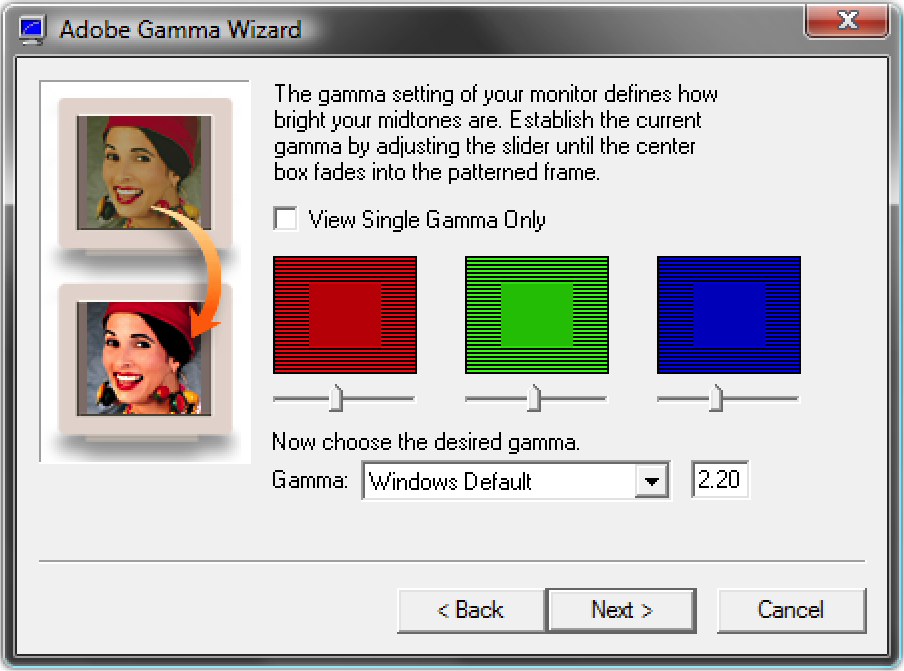 Adobe Gamma Wizard
The gamma setting of your monitor defines how
bright your midtones are. Establish the current
gamma by adjusting the slider until the center
box fades into the patterned frame.
View Single Gamma Only
Now choose the desired gamma.
Gamma: Windows Default 2.20
< Back Next > Cancel